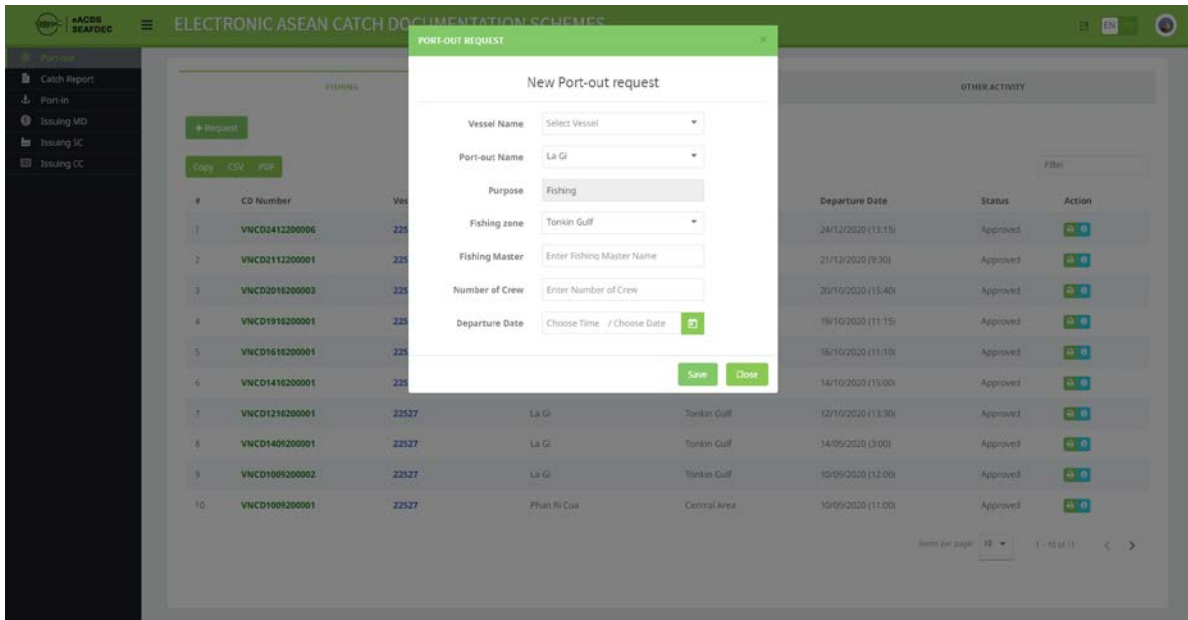 eACDS
SEAFDEC
ELECTRONIC ASEAN CATCH DOCUMENTATION SCHEMES
EN
Port-out
Catch Report
Port-in
Issuing MD
Issuing SC
Issuing CC
FISHING
OTHER ACTIVITY
+ Request
Copy CSV PDF
Filter
PORT-OUT REQUEST ×
New Port-out request
Vessel Name Select Vessel
Port-out Name La Gi
Purpose Fishing
Fishing zone Tonkin Gulf
Fishing Master Enter Fishing Master Name
Number of Crew Enter Number of Crew
Departure Date Choose Time / Choose Date
Save Close
# CD Number Ves Departure Date Status Action
1 VNCD2412200006 225 24/12/2020 (13:15) Approved
2 VNCD2112200001 225 21/12/2020 (9:30) Approved
3 VNCD2010200003 225 20/10/2020 (15:40) Approved
4 VNCD1910200001 225 19/10/2020 (11:15) Approved
5 VNCD1610200001 225 16/10/2020 (11:10) Approved
6 VNCD1410200001 225 14/10/2020 (15:00) Approved
7 VNCD1210200001 22527 La Gi Tonkin Gulf 12/10/2020 (13:30) Approved
8 VNCD1409200001 22527 La Gi Tonkin Gulf 14/09/2020 (3:00) Approved
9 VNCD1009200002 22527 La Gi Tonkin Gulf 10/09/2020 (12:00) Approved
10 VNCD1009200001 22527 Phan Ri Cua Central Area 10/09/2020 (11:00) Approved
Items per page: 10 1 - 10 of 11